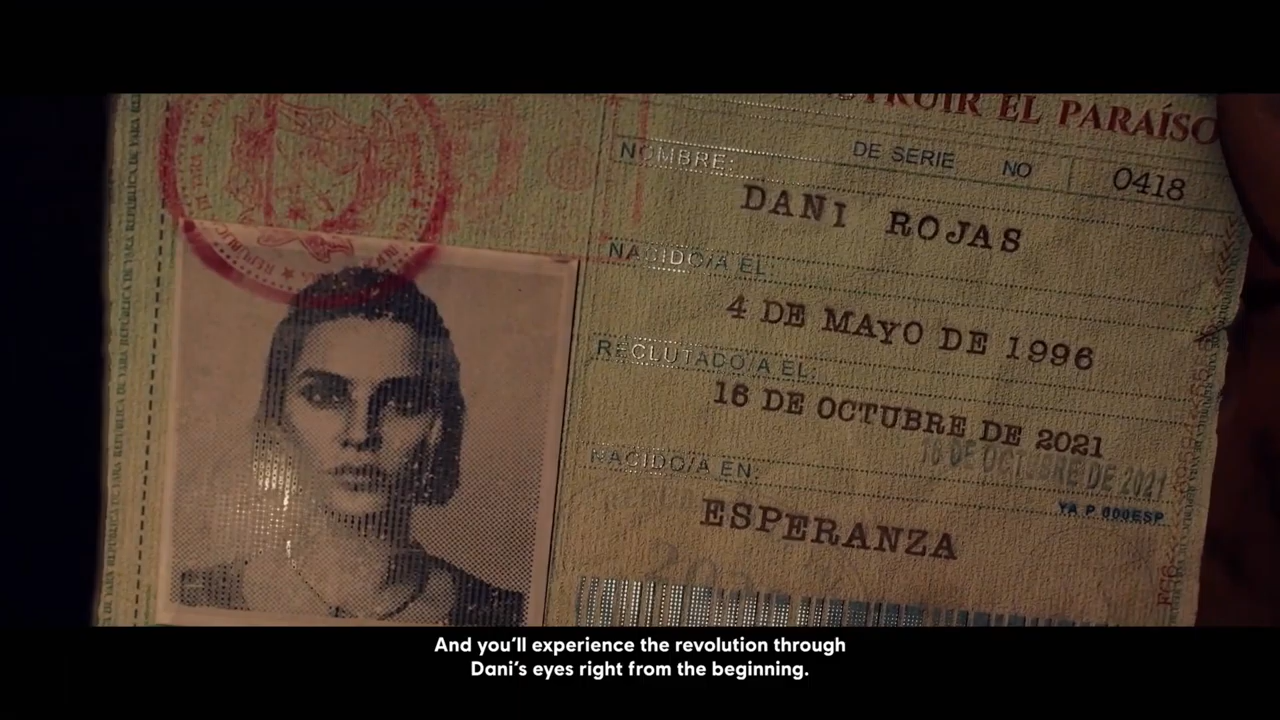 TRUIR EL PARAÍSO
DE SERIE NO 0418
NOMBRE:
DANI ROJAS
NACIDO/A EL:
4 DE MAYO DE 1996
RECLUTADO/A EL:
16 DE OCTUBRE DE 2021
16 DE OCTUBRE DE 2021
NACIDO/A EN:
YA P 000ESP
ESPERANZA
And you’ll experience the revolution through
Dani’s eyes right from the beginning.